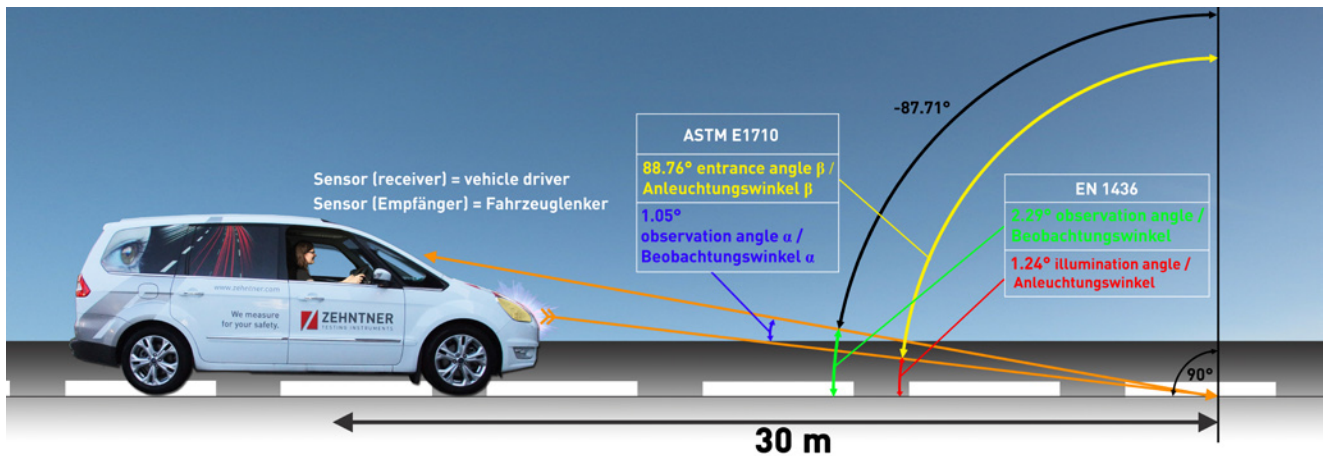 -87.71°
ASTM E1710
88.76° entrance angle β /
Anleuchtungswinkel β
1.05°
observation angle α /
Beobachtungswinkel α
Sensor (receiver) = vehicle driver
Sensor (Empfänger) = Fahrzeuglenker
EN 1436
2.29° observation angle /
Beobachtungswinkel
1.24° illumination angle /
Anleuchtungswinkel
www.zehntner.com
We measure
for your safety.
ZEHNTNER
TESTING INSTRUMENTS
90°
30 m